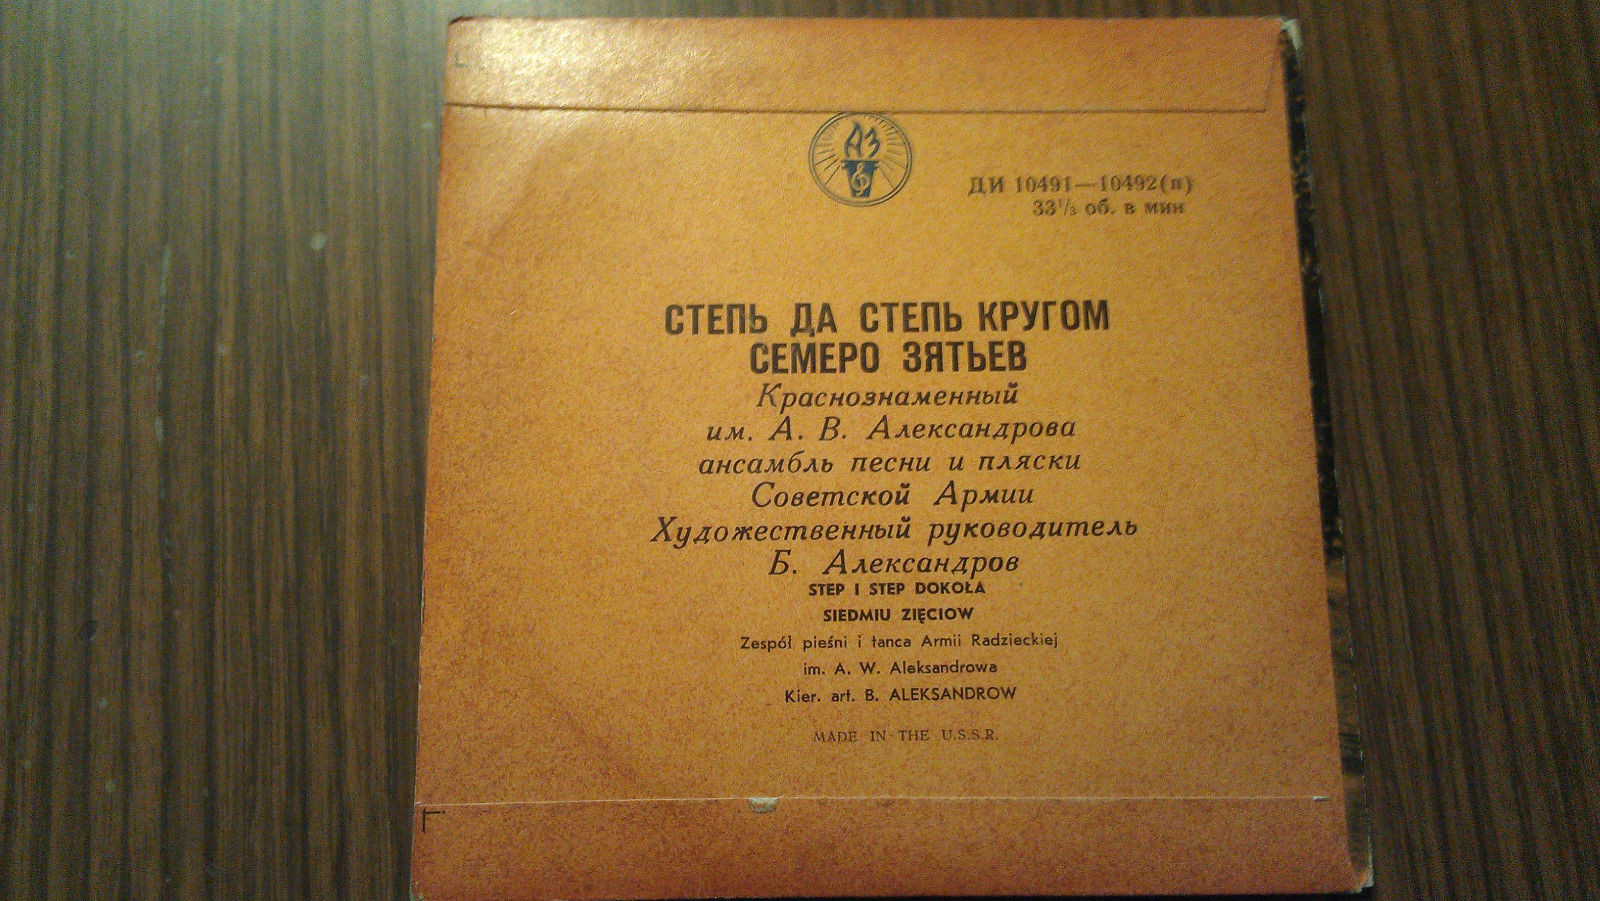 АЗ
ДИ 10491—10492(п)
33⅓ об. в мин
СТЕПЬ ДА СТЕПЬ КРУГОМ
СЕМЕРО ЗЯТЬЕВ
Краснознаменный
им. А. В. Александрова
ансамбль песни и пляски
Советской Армии
Художественный руководитель
Б. Александров
STEP I STEP DOKOŁA
SIEDMIU ZIĘCIOW
Zespół pieśni i tanca Armii Radzieckiej
im. A. W. Aleksandrowa
Kier. art. B. ALEKSANDROW
MADE IN THE U.S.S.R.